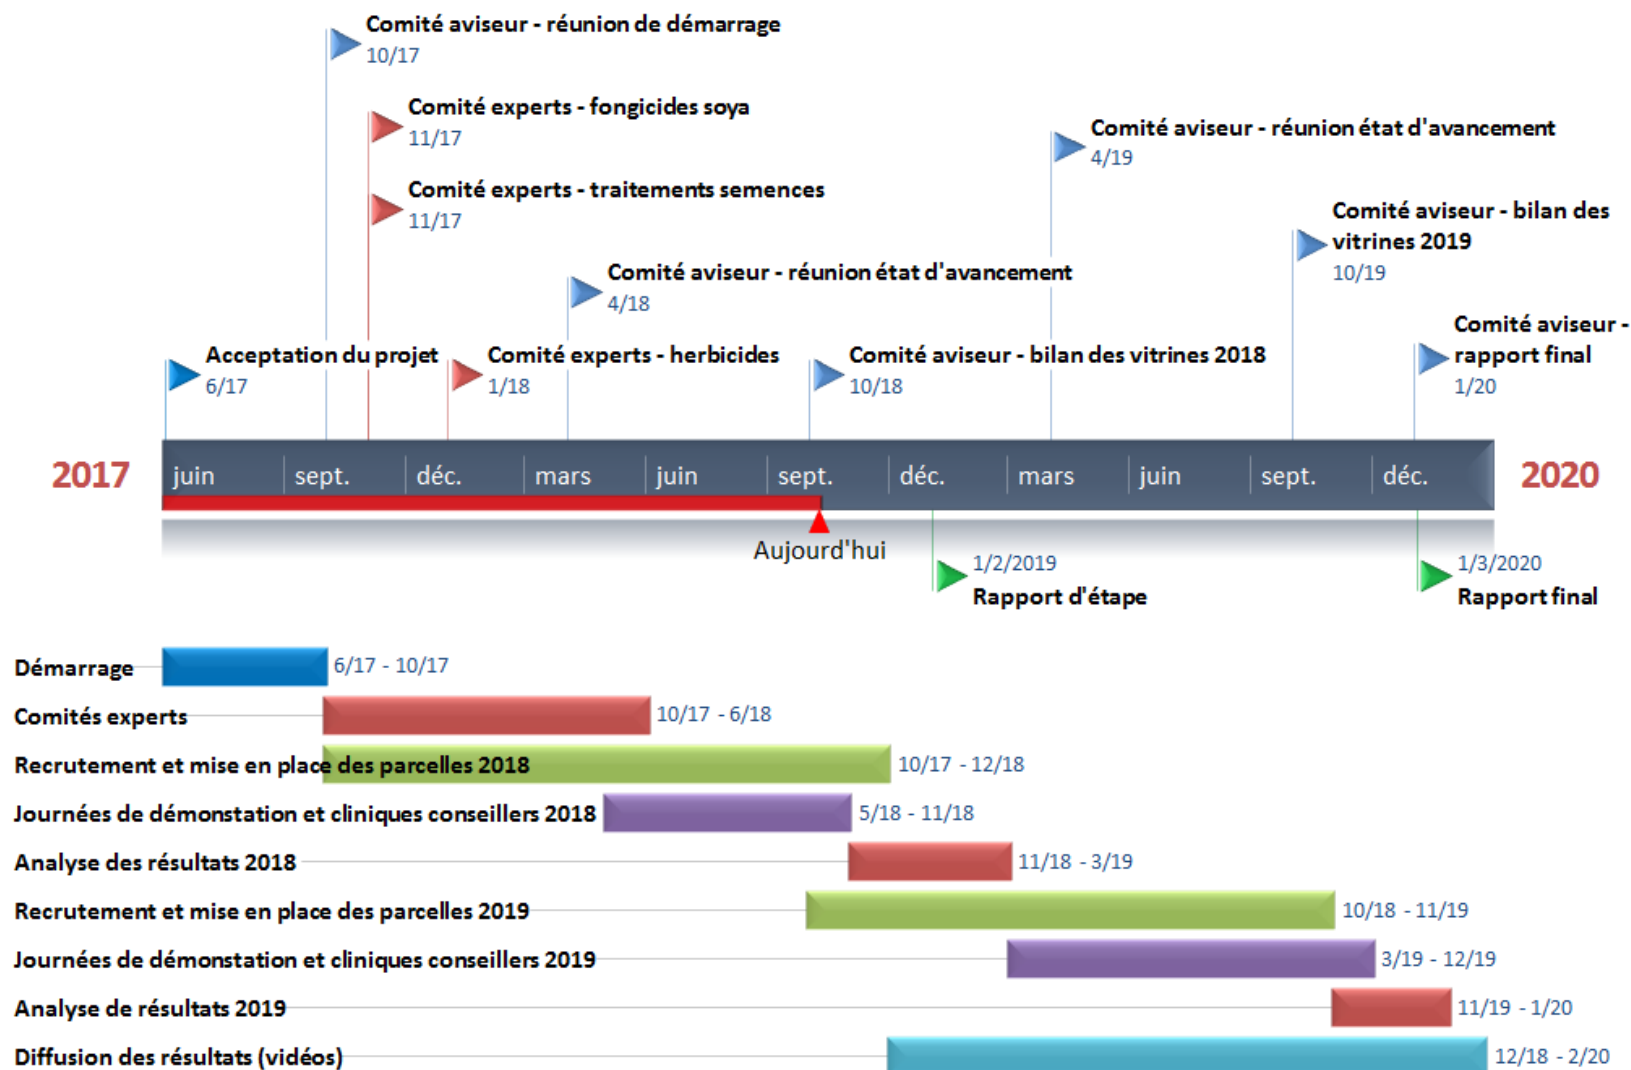 Comité aviseur - réunion de démarrage
10/17
Comité experts - fongicides soya
11/17
Comité aviseur - réunion état d'avancement
4/19
Comité experts - traitements semences
11/17
Comité aviseur - bilan des
vitrines 2019
10/19
Comité aviseur - réunion état d'avancement
4/18
Comité aviseur -
rapport final
1/20
Acceptation du projet
6/17
Comité experts - herbicides
1/18
Comité aviseur - bilan des vitrines 2018
10/18
2017 juin sept. déc. mars juin sept. déc. mars juin sept. déc. 2020
Aujourd'hui
1/2/2019
Rapport d'étape
1/3/2020
Rapport final
Démarrage 6/17 - 10/17
Comités experts 10/17 - 6/18
Recrutement et mise en place des parcelles 2018 10/17 - 12/18
Journées de démonstation et cliniques conseillers 2018 5/18 - 11/18
Analyse des résultats 2018 11/18 - 3/19
Recrutement et mise en place des parcelles 2019 10/18 - 11/19
Journées de démonstation et cliniques conseillers 2019 3/19 - 12/19
Analyse de résultats 2019 11/19 - 1/20
Diffusion des résultats (vidéos) 12/18 - 2/20